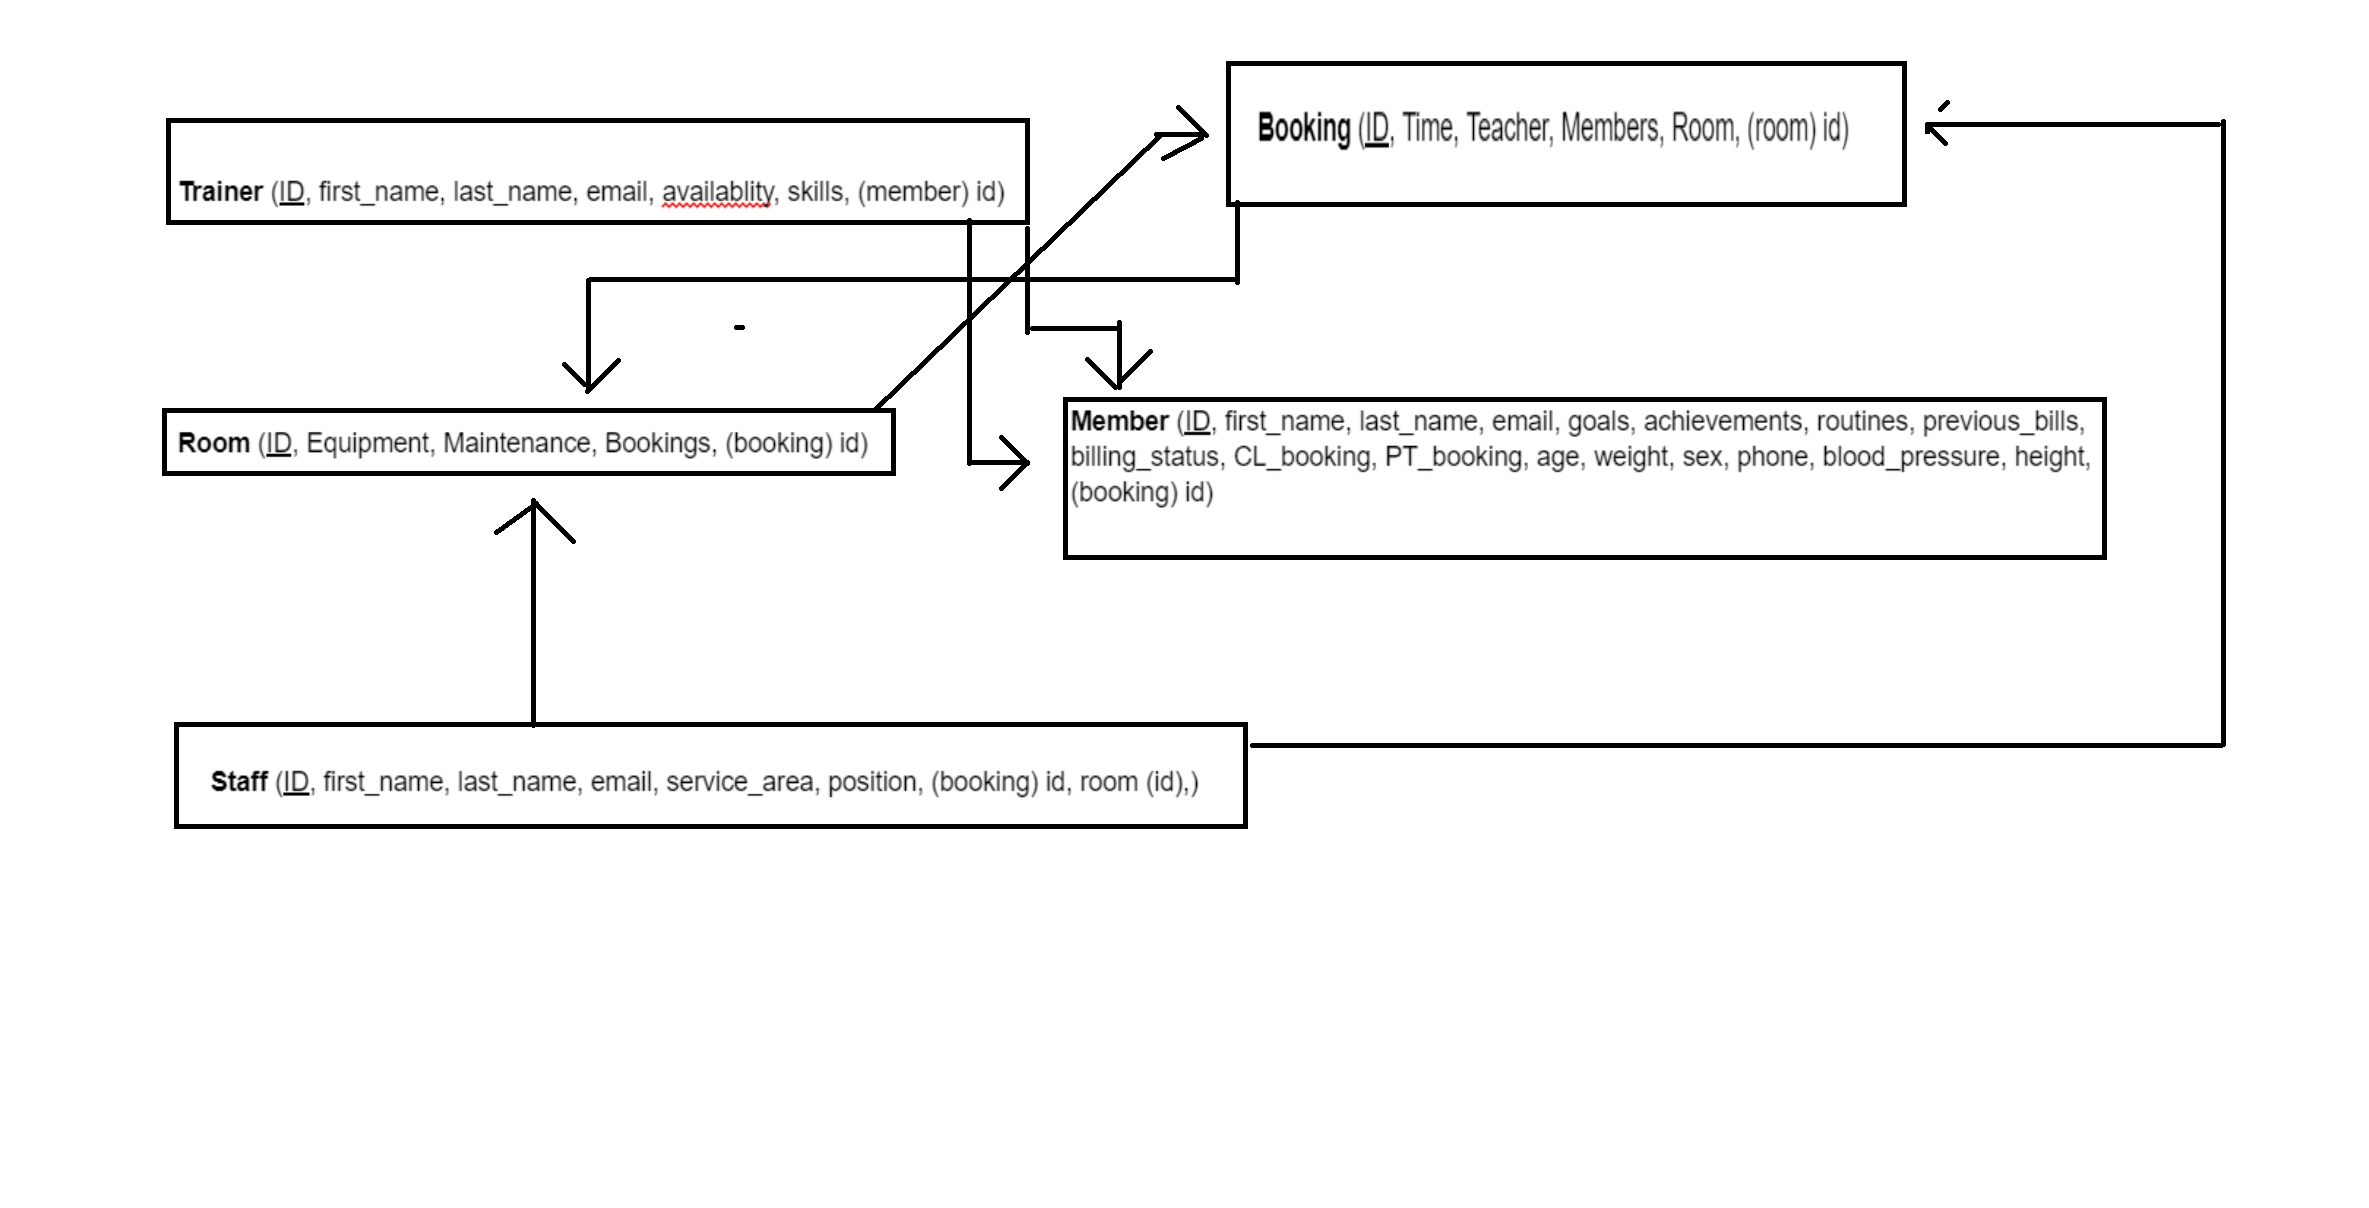 Booking (ID, Time, Teacher, Members, Room, (room) id)
Trainer (ID, first_name, last_name, email, availablity, skills, (member) id)
Room (ID, Equipment, Maintenance, Bookings, (booking) id)
Member (ID, first_name, last_name, email, goals, achievements, routines, previous_bills,
billing_status, CL_booking, PT_booking, age, weight, sex, phone, blood_pressure, height,
(booking) id)
Staff (ID, first_name, last_name, email, service_area, position, (booking) id, room (id),)